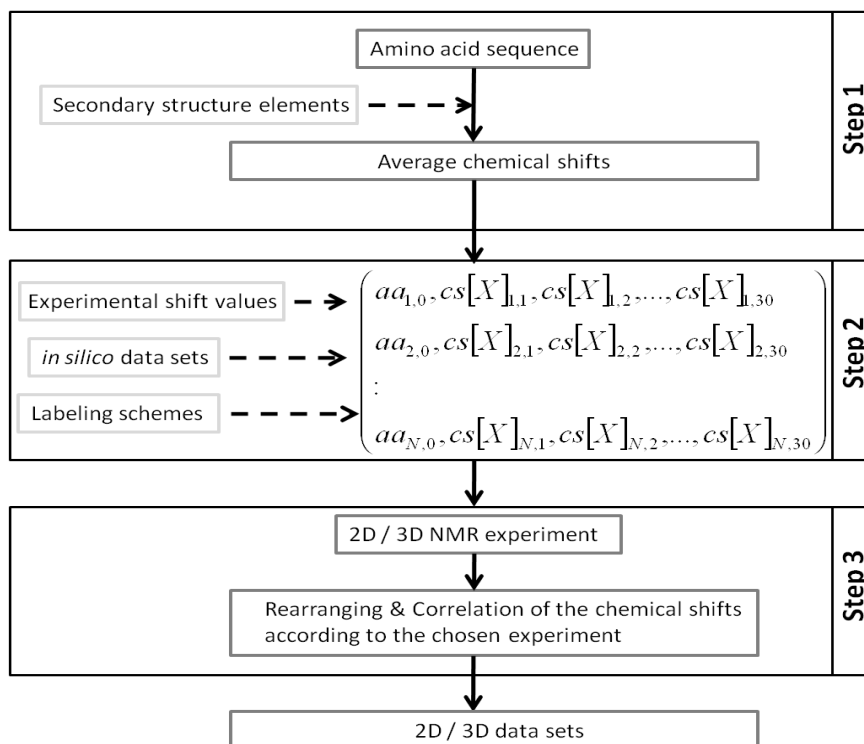 Amino acid sequence
Secondary structure elements
Average chemical shifts
Step 1
Experimental shift values
in silico data sets
Labeling schemes
aa1,0, cs[X]1,1, cs[X]1,2, ..., cs[X]1,30
aa2,0, cs[X]2,1, cs[X]2,2, ..., cs[X]2,30
:
aaN,0, cs[X]N,1, cs[X]N,2, ..., cs[X]N,30
Step 2
2D / 3D NMR experiment
Rearranging & Correlation of the chemical shifts
according to the chosen experiment
Step 3
2D / 3D data sets